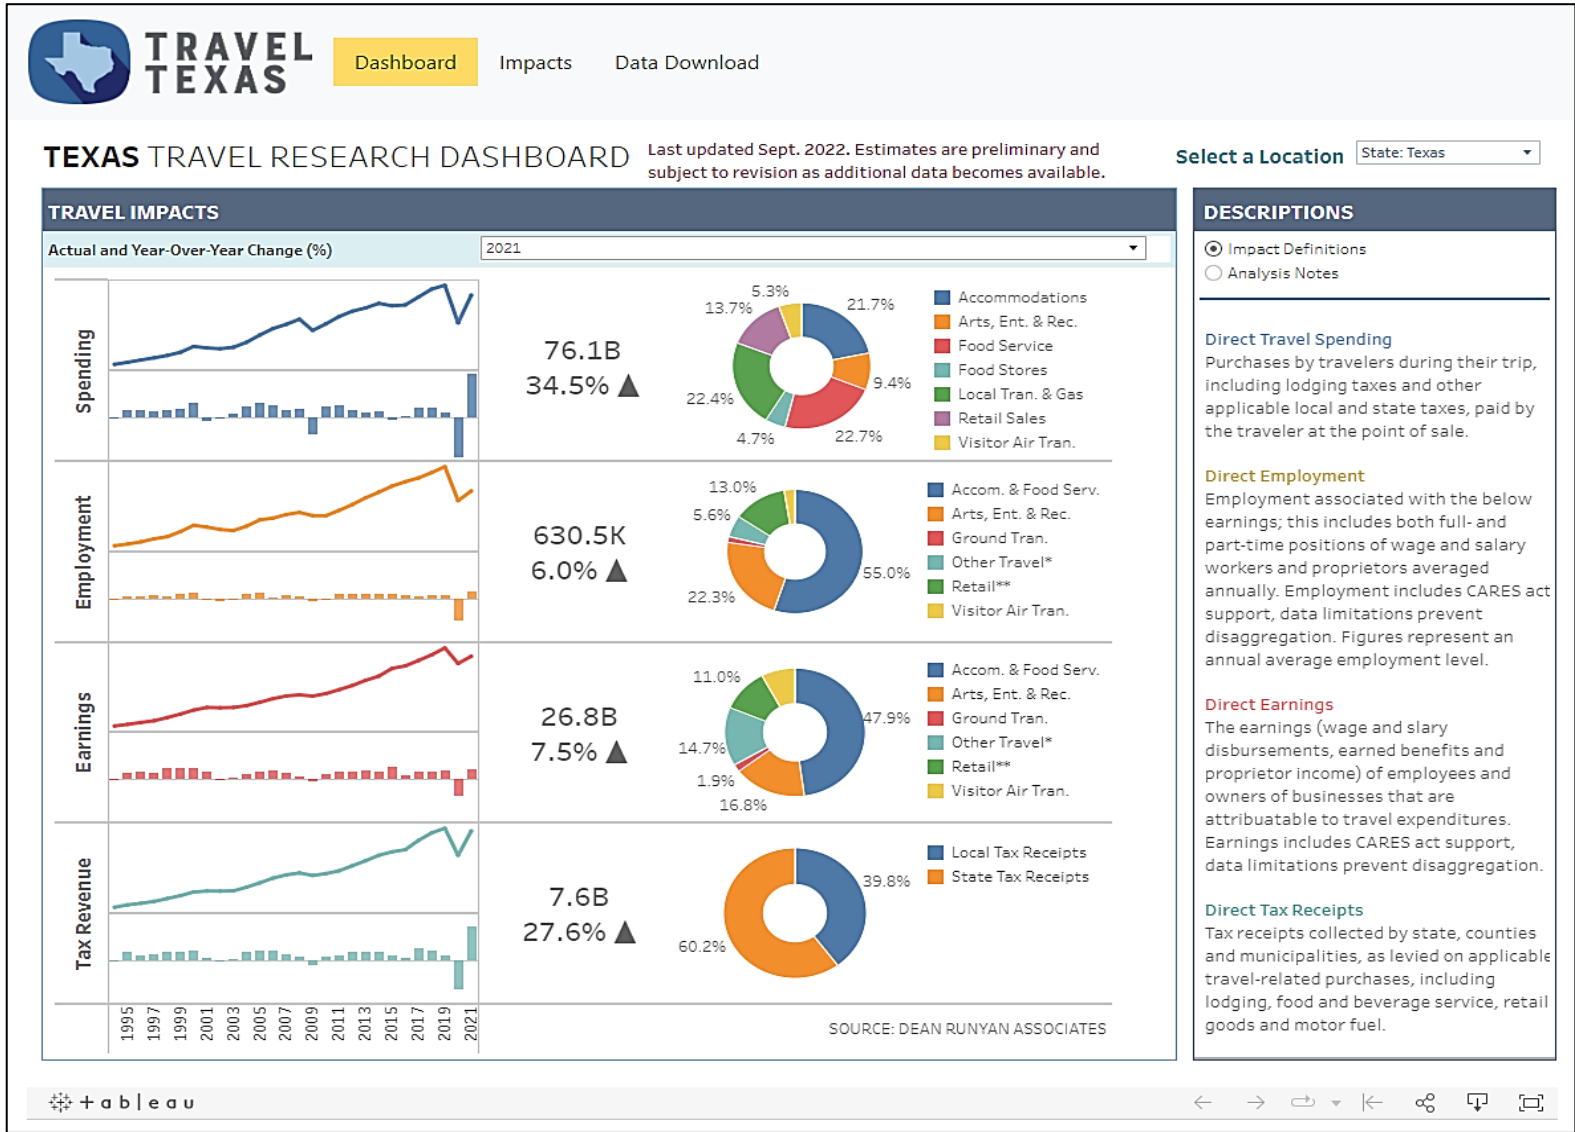 TRAVEL
TEXAS
Dashboard
Impacts
Data Download
TEXAS TRAVEL RESEARCH DASHBOARD
Last updated Sept. 2022. Estimates are preliminary and
subject to revision as additional data becomes available.
Select a Location
State: Texas
TRAVEL IMPACTS
Actual and Year-Over-Year Change (%)
2021
Spending
76.1B
34.5% ▲
5.3%
13.7%
21.7%
9.4%
22.4%
4.7%
22.7%
Accommodations
Arts, Ent. & Rec.
Food Service
Food Stores
Local Tran. & Gas
Retail Sales
Visitor Air Tran.
Employment
630.5K
6.0% ▲
13.0%
5.6%
55.0%
22.3%
Accom. & Food Serv.
Arts, Ent. & Rec.
Ground Tran.
Other Travel*
Retail**
Visitor Air Tran.
Earnings
26.8B
7.5% ▲
11.0%
47.9%
14.7%
1.9%
16.8%
Accom. & Food Serv.
Arts, Ent. & Rec.
Ground Tran.
Other Travel*
Retail**
Visitor Air Tran.
Tax Revenue
7.6B
27.6% ▲
39.8%
60.2%
Local Tax Receipts
State Tax Receipts
1995
1997
1999
2001
2003
2005
2007
2009
2011
2013
2015
2017
2019
2021
SOURCE: DEAN RUNYAN ASSOCIATES
DESCRIPTIONS
Impact Definitions
Analysis Notes
Direct Travel Spending
Purchases by travelers during their trip,
including lodging taxes and other
applicable local and state taxes, paid by
the traveler at the point of sale.
Direct Employment
Employment associated with the below
earnings; this includes both full- and
part-time positions of wage and salary
workers and proprietors averaged
annually. Employment includes CARES act
support, data limitations prevent
disaggregation. Figures represent an
annual average employment level.
Direct Earnings
The earnings (wage and slary
disbursements, earned benefits and
proprietor income) of employees and
owners of businesses that are
attribuatable to travel expenditures.
Earnings includes CARES act support,
data limitations prevent disaggregation.
Direct Tax Receipts
Tax receipts collected by state, counties
and municipalities, as levied on applicable
travel-related purchases, including
lodging, food and beverage service, retail
goods and motor fuel.
+ableau